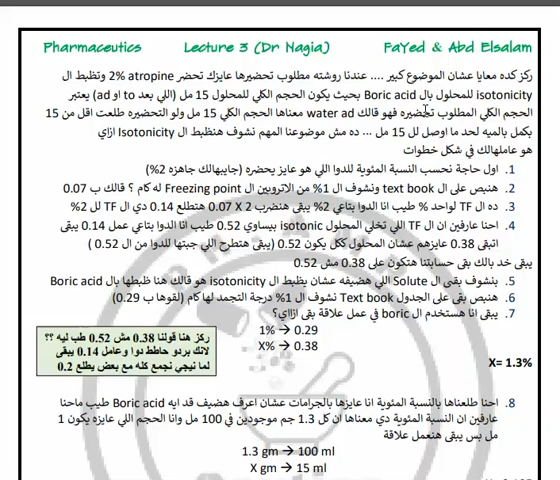 Pharmaceutics Lecture 3 (Dr Nagia) FaYed & Abd Elsalam
ركز كده معايا عشان الموضوع كبير .... عندنا روشته مطلوب تحضيرها عايزك تحضر atropine 2% وتظبط ال
isotonicity للمحلول بال Boric acid بحيث يكون الحجم الكلي للمحلول 15 مل (اللي بعد to او ad) يعتبر
الحجم الكلي المطلوب تحضيره فهو قالك water ad معناها الحجم الكلي 15 مل ولو التحضيره طلعت اقل من 15
بكمل بالميه لحد ما اوصل لل 15 مل ... ده مش موضوعنا المهم نشوف هنظبط ال Isotonicity ازاي
هو عاملهالك في شكل خطوات
1. اول حاجة نحسب النسبة المئوية للدوا اللي هو عايز يحضره (جايبهالك جاهزه 2%)
2. هنبص على ال text book ونشوف ال 1% من الاتروبين ال Freezing point له كام ؟ قالك ب 0.07
3. ده ال TF لواحد % طيب انا الدوا بتاعي 2% يبقى هنضرب 2 X 0.07 هتطلع 0.14 دي ال TF لل 2%
4. احنا عارفين ان ال TF اللي تخلي المحلول isotonic بيساوي 0.52 طيب انا الدوا بتاعي عمل 0.14 يبقى
اتبقى 0.38 عايزهم عشان المحلول ككل يكون 0.52 (يبقى هتطرح اللي جبتها للدوا من ال 0.52 )
يبقى خد بالك بقى حسابتنا هتكون على 0.38 مش 0.52
5. بنشوف بقى ال Solute اللي هضيفه عشان يظبط ال isotonicity هو قالك هنا ظبطها بال Boric acid
6. هنبص بقى على الجدول Text book نشوف ال 1% درجة التجمد لها كام (لقوها ب 0.29)
7. يبقى انا هستخدم ال boric في عمل علاقة بقى ازااي؟
1% → 0.29
X% → 0.38
X= 1.3%
ركز هنا قولنا 0.38 مش 0.52 طب ليه ؟؟
لانك بردو حاطط دوا وعامل 0.14 يبقى
لما نيجي نجمع كله مع بعض يطلع 0.2
8. احنا طلعناها بالنسبة المئوية انا عايزها بالجرامات عشان اعرف هضيف قد ايه Boric acid طيب ماحنا
عارفين ان النسبة المئوية دي معناها ان كل 1.3 جم موجودين في 100 مل وانا الحجم اللي عايزه يكون 1
مل بس يبقى هنعمل علاقة
1.3 gm → 100 ml
X gm → 15 ml